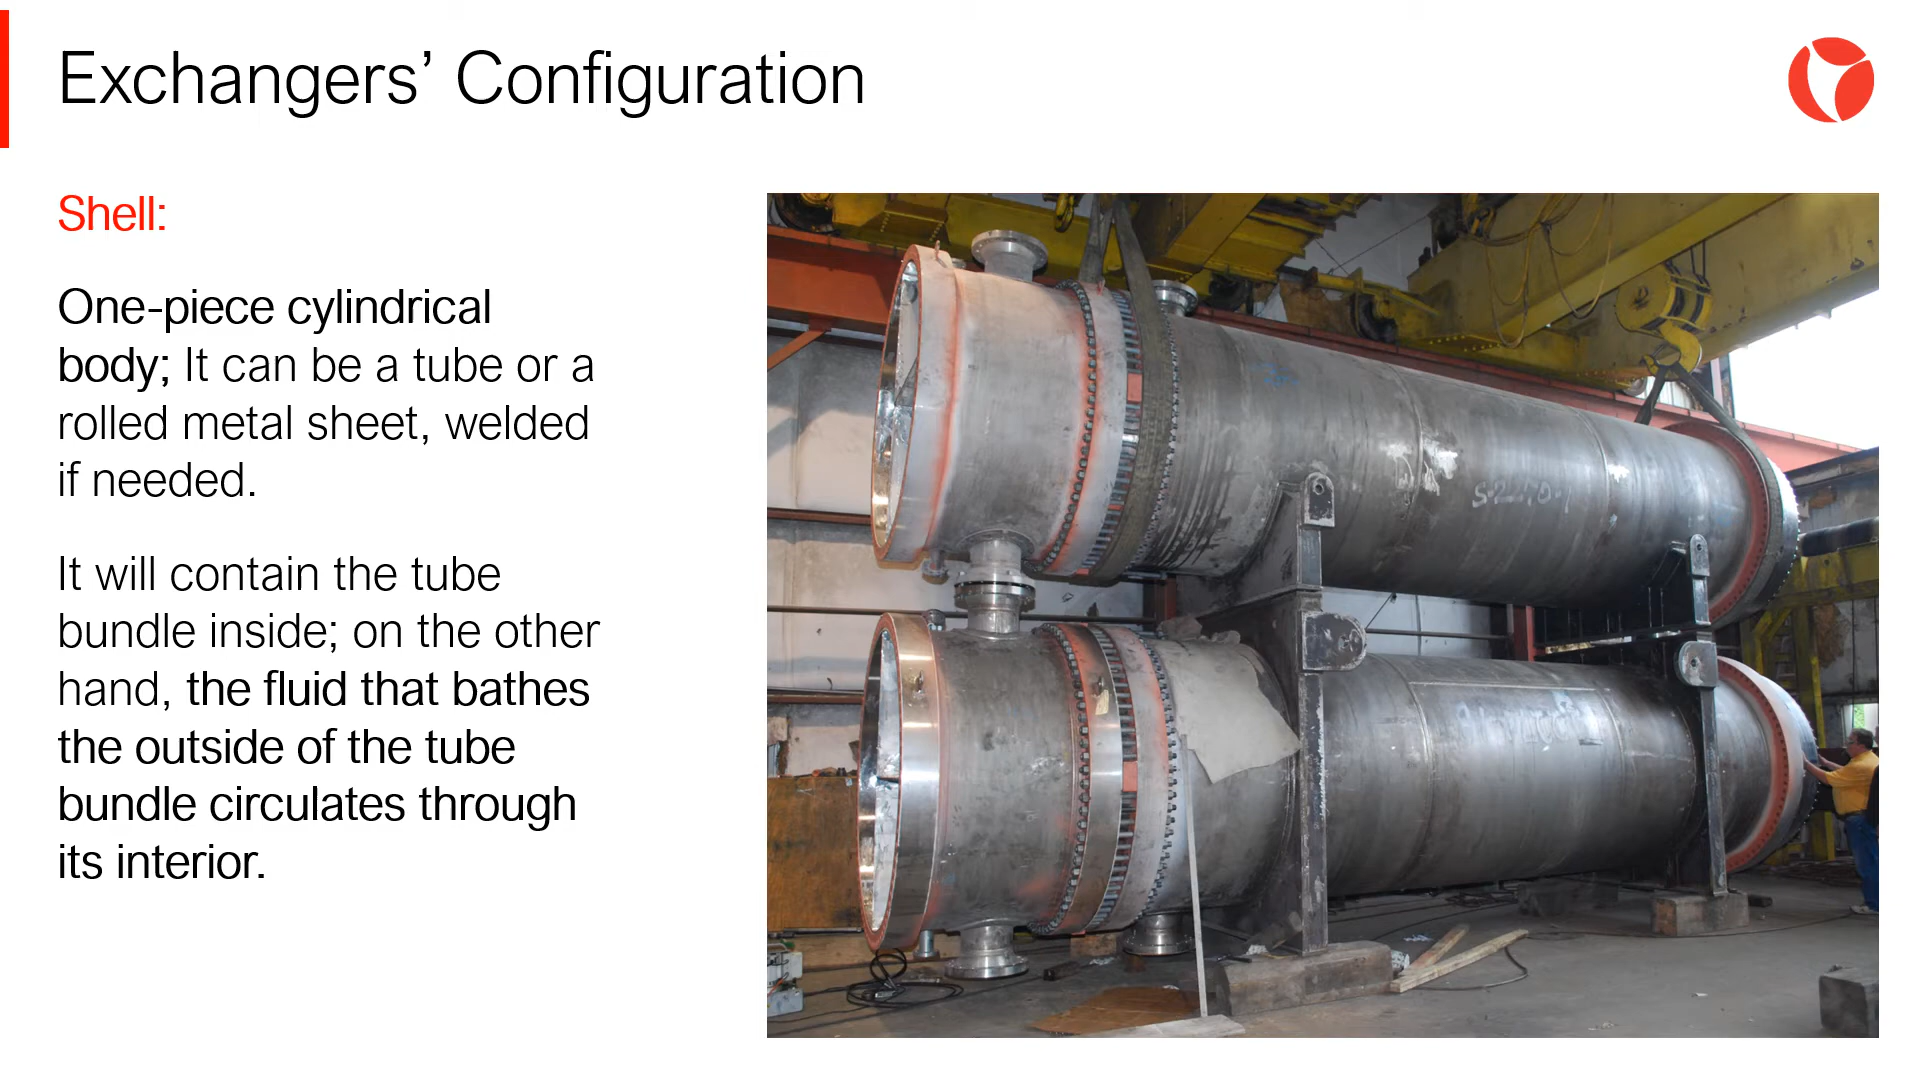 Exchangers’ Configuration
Shell:
One-piece cylindrical
body; It can be a tube or a
rolled metal sheet, welded
if needed.
It will contain the tube
bundle inside; on the other
hand, the fluid that bathes
the outside of the tube
bundle circulates through
its interior.